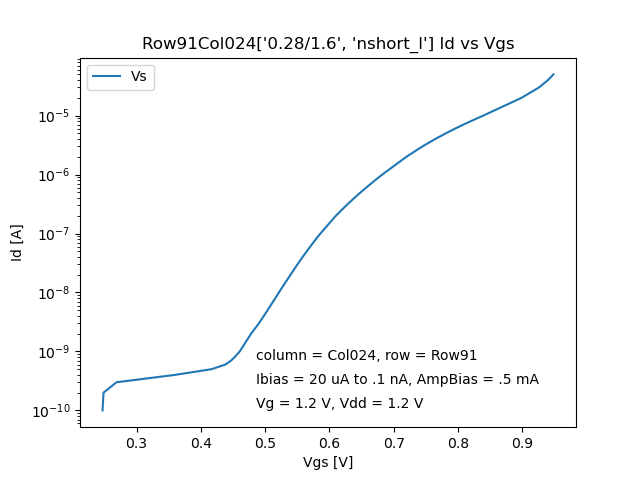 Row91Col024['0.28/1.6', 'nshort_l'] Id vs Vgs
Vs
10⁻⁵
10⁻⁶
10⁻⁷
10⁻⁸
10⁻⁹
10⁻¹⁰
Id [A]
column = Col024, row = Row91
Ibias = 20 uA to .1 nA, AmpBias = .5 mA
Vg = 1.2 V, Vdd = 1.2 V
0.3 0.4 0.5 0.6 0.7 0.8 0.9
Vgs [V]